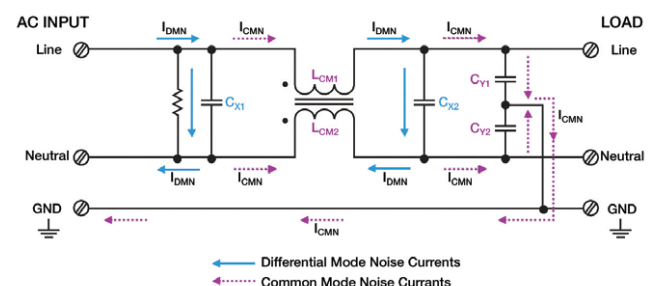 AC INPUT
LOAD
IDMN
ICMN
IDMN
ICMN
Line
Line
LCM1
CY1
CX1
CX2
ICMN
LCM2
CY2
Neutral
Neutral
IDMN
ICMN
IDMN
ICMN
GND
GND
ICMN
Differential Mode Noise Currents
Common Mode Noise Currants